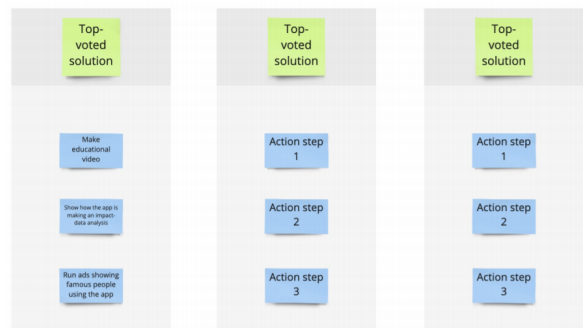 Top-
voted
solution
Top-
voted
solution
Top-
voted
solution
Make
educational
video
Action step
1
Action step
1
Show how the app is
making an impact-
data analysis
Action step
2
Action step
2
Run ads showing
famous people
using the app
Action step
3
Action step
3